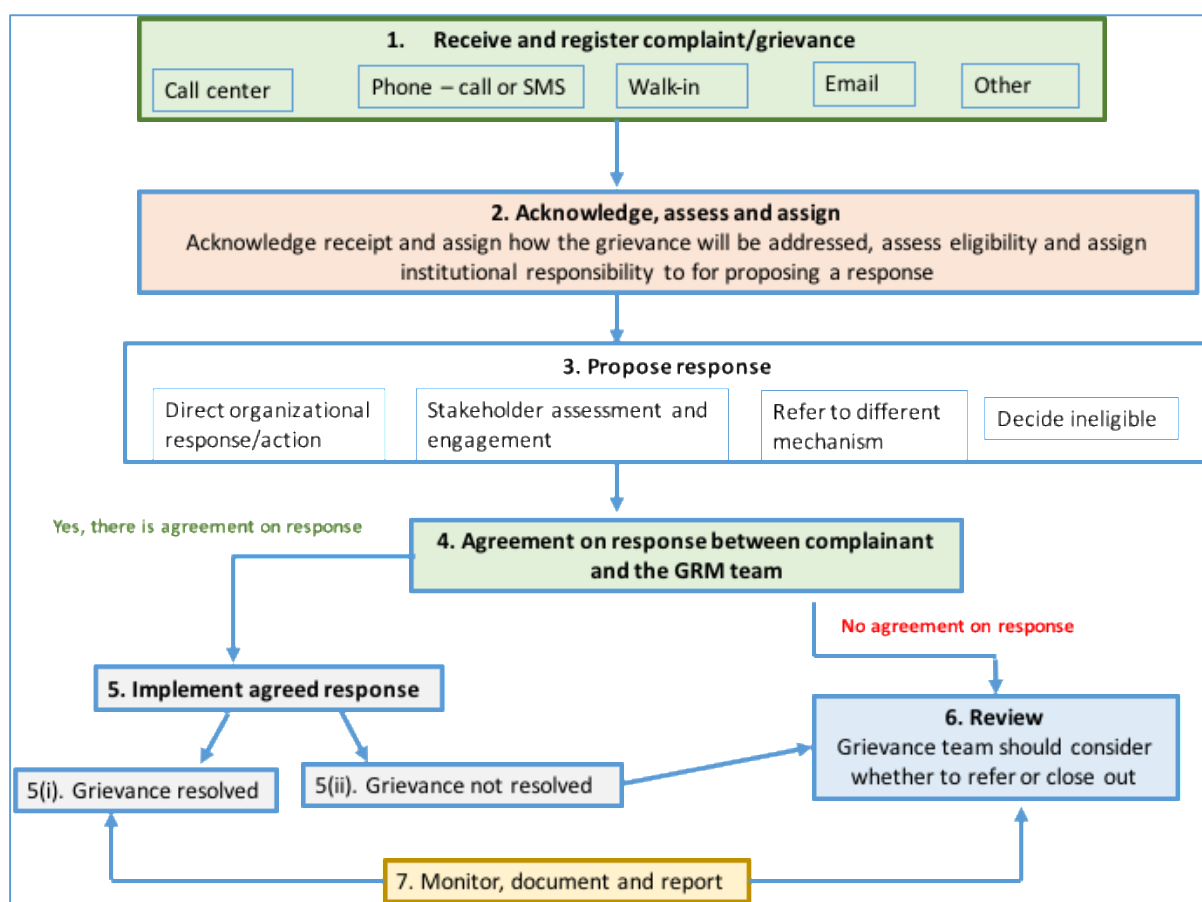 1. Receive and register complaint/grievance
Call center
Phone – call or SMS
Walk-in
Email
Other
2. Acknowledge, assess and assign
Acknowledge receipt and assign how the grievance will be addressed, assess eligibility and assign
institutional responsibility to for proposing a response
3. Propose response
Direct organizational
response/action
Stakeholder assessment and
engagement
Refer to different
mechanism
Decide ineligible
Yes, there is agreement on response
4. Agreement on response between complainant
and the GRM team
No agreement on response
5. Implement agreed response
6. Review
Grievance team should consider
whether to refer or close out
5(i). Grievance resolved
5(ii). Grievance not resolved
7. Monitor, document and report